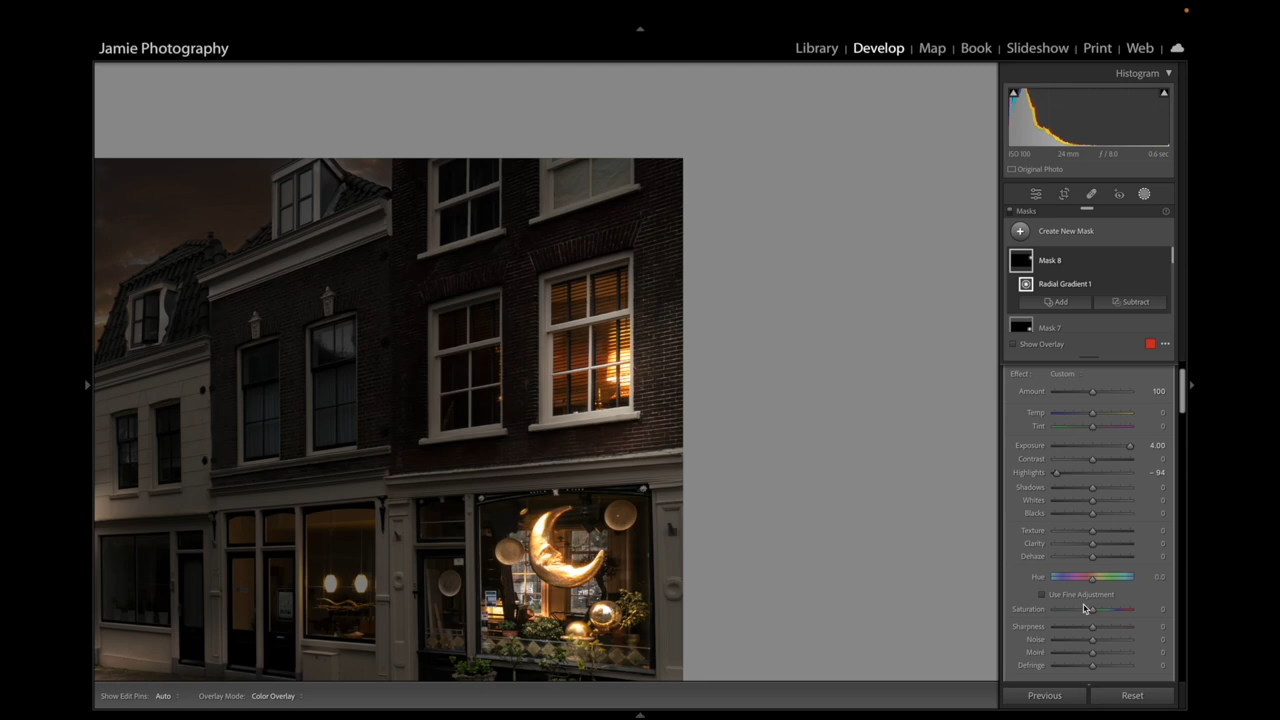 Jamie Photography
Library | Develop | Map | Book | Slideshow | Print | Web
Histogram
ISO 100 24 mm ƒ / 8.0 0.6 sec
Original Photo
Masks
Create New Mask
Mask 8
Radial Gradient 1
Add Subtract
Mask 7
Show Overlay
Effect : Custom
Amount 100
Temp 0
Tint 0
Exposure 4.00
Contrast 0
Highlights – 94
Shadows 0
Whites 0
Blacks 0
Texture 0
Clarity 0
Dehaze 0
Hue 0.0
Use Fine Adjustment
Saturation 0
Sharpness 0
Noise 0
Moiré 0
Defringe 0
Show Edit Pins: Auto Overlay Mode: Color Overlay
Previous Reset